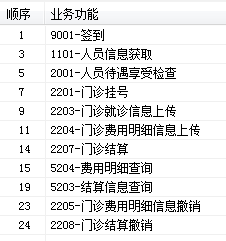 顺序 业务功能
1 9001-签到
3 1101-人员信息获取
5 2001-人员待遇享受检查
7 2201-门诊挂号
9 2203-门诊就诊信息上传
11 2204-门诊费用明细信息上传
14 2207-门诊结算
15 5204-费用明细查询
19 5203-结算信息查询
23 2205-门诊费用明细信息撤销
24 2208-门诊结算撤销